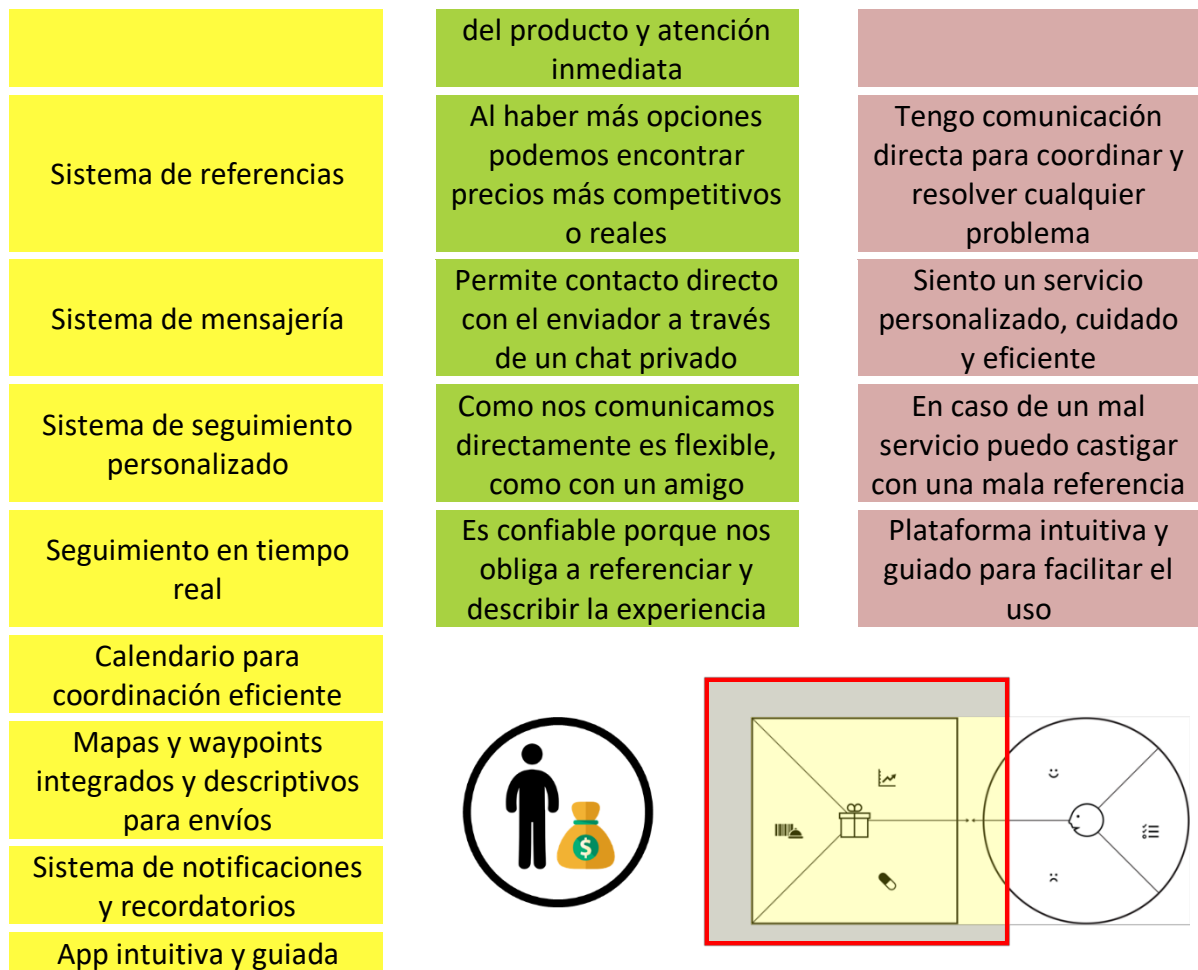 del producto y atención
inmediata
Sistema de referencias
Al haber más opciones
podemos encontrar
precios más competitivos
o reales
Tengo comunicación
directa para coordinar y
resolver cualquier
problema
Sistema de mensajería
Permite contacto directo
con el enviador a través
de un chat privado
Siento un servicio
personalizado, cuidado
y eficiente
Sistema de seguimiento
personalizado
Como nos comunicamos
directamente es flexible,
como con un amigo
En caso de un mal
servicio puedo castigar
con una mala referencia
Seguimiento en tiempo
real
Es confiable porque nos
obliga a referenciar y
describir la experiencia
Plataforma intuitiva y
guiado para facilitar el
uso
Calendario para
coordinación eficiente
Mapas y waypoints
integrados y descriptivos
para envíos
Sistema de notificaciones
y recordatorios
App intuitiva y guiada
$